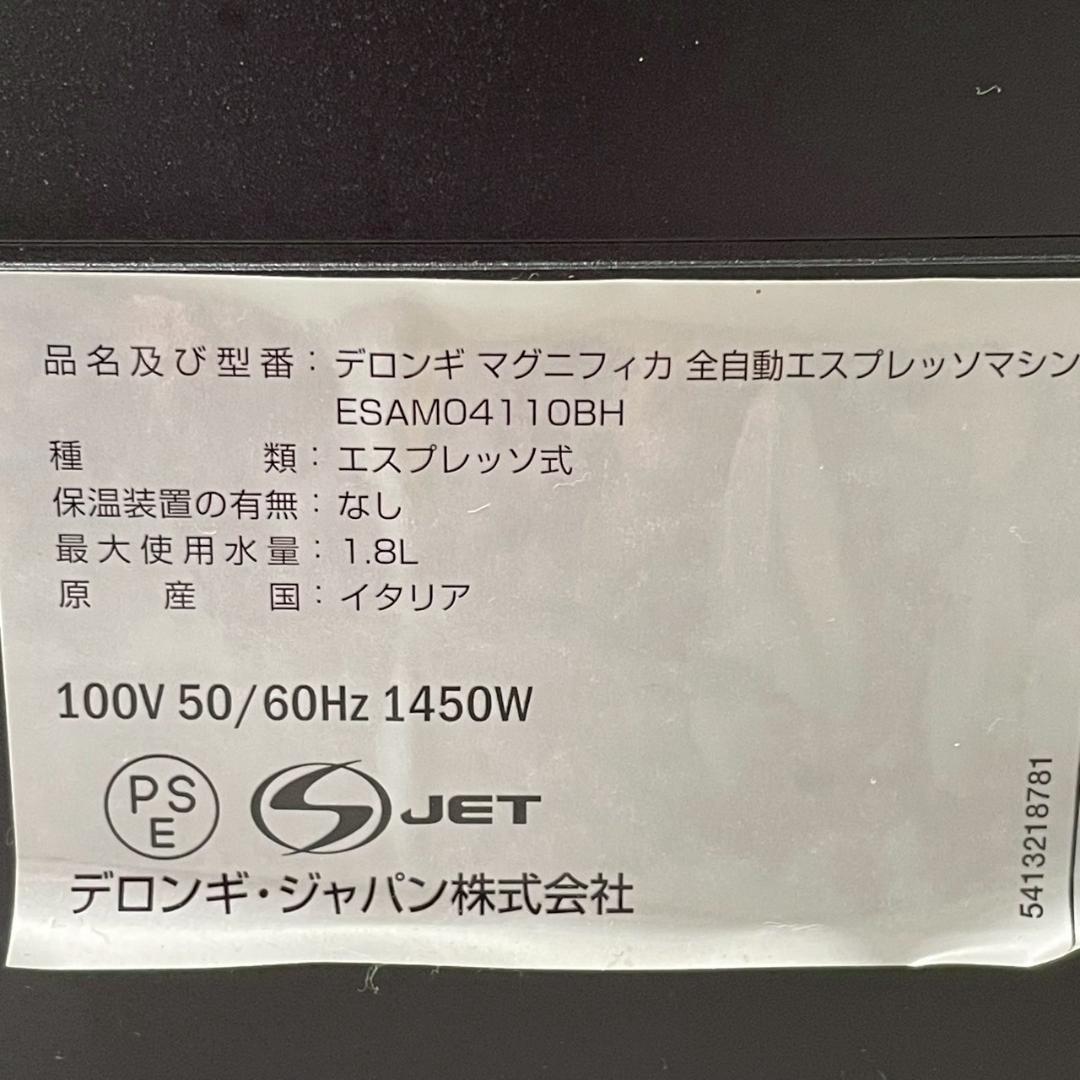 品名及び型番：デロンギ マグニフィカ 全自動エスプレッソマシン
ESAM04110BH
種類：エスプレッソ式
保温装置の有無：なし
最大使用水量：1.8L
原産国：イタリア
100V 50/60Hz 1450W
PS
E
S JET
デロンギ・ジャパン株式会社
5413218781